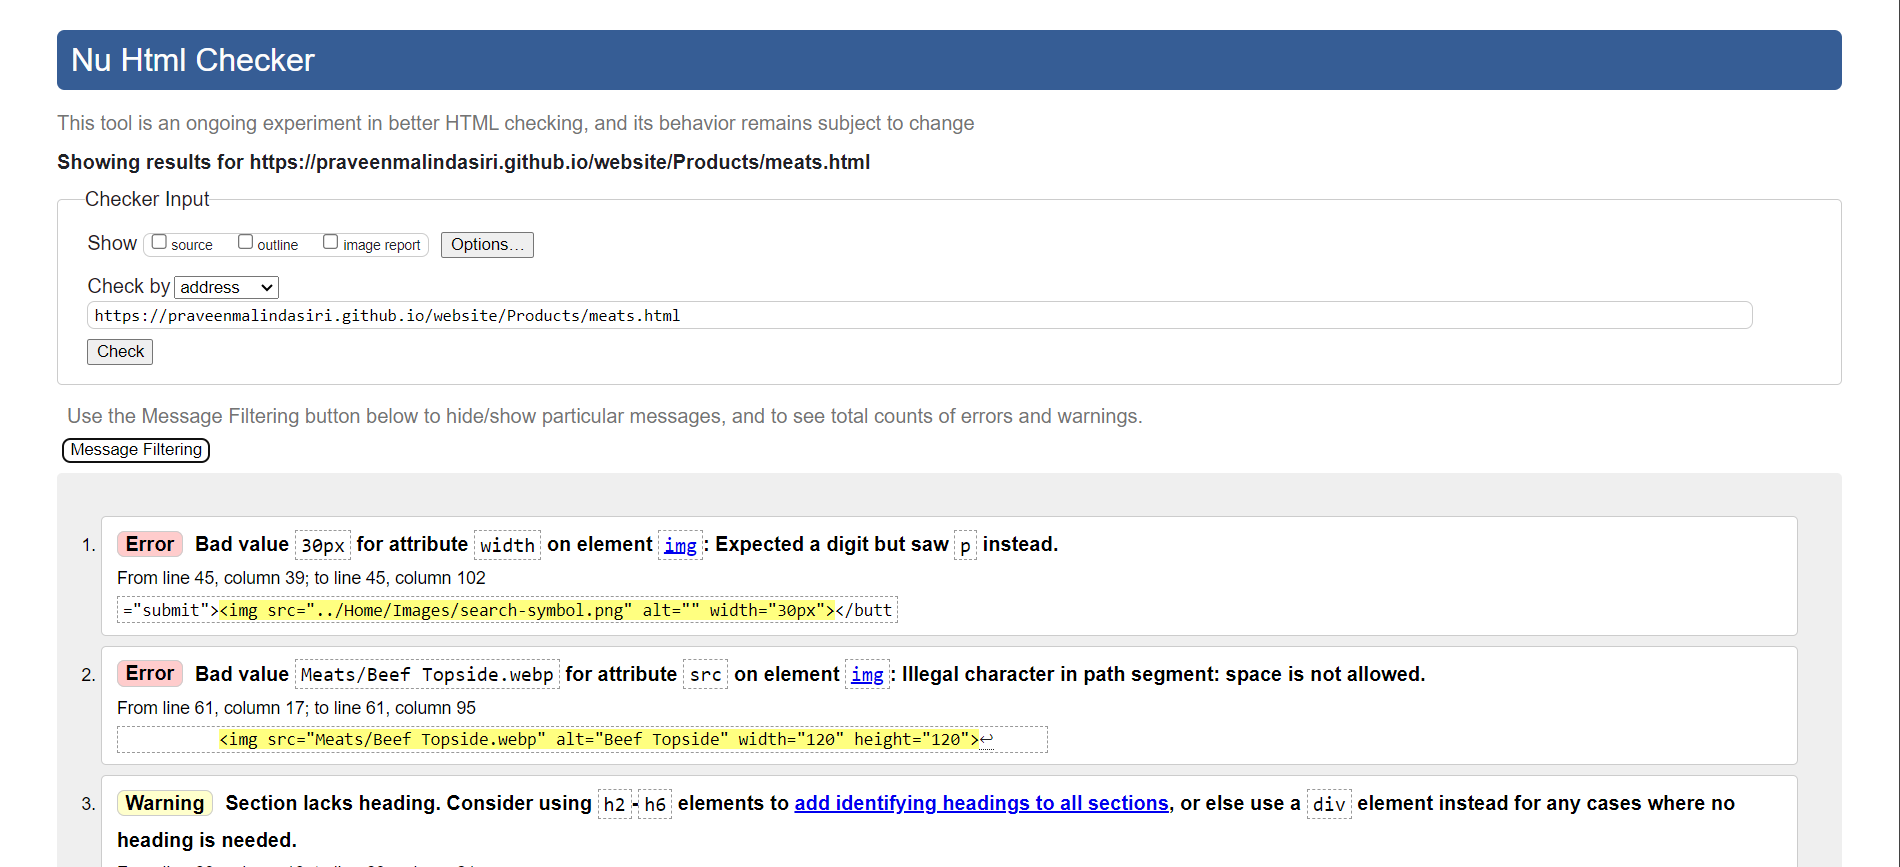 Nu Html Checker
This tool is an ongoing experiment in better HTML checking, and its behavior remains subject to change
Showing results for https://praveenmalindasiri.github.io/website/Products/meats.html
Checker Input
Show source outline image report Options...
Check by address
https://praveenmalindasiri.github.io/website/Products/meats.html
Check
Use the Message Filtering button below to hide/show particular messages, and to see total counts of errors and warnings.
Message Filtering
1. Error Bad value 30px for attribute width on element img: Expected a digit but saw p instead.
From line 45, column 39; to line 45, column 102
="submit"><img src="../Home/Images/search-symbol.png" alt="" width="30px"></butt
2. Error Bad value Meats/Beef Topside.webp for attribute src on element img: Illegal character in path segment: space is not allowed.
From line 61, column 17; to line 61, column 95
<img src="Meats/Beef Topside.webp" alt="Beef Topside" width="120" height="120">↩
3. Warning Section lacks heading. Consider using h2-h6 elements to add identifying headings to all sections, or else use a div element instead for any cases where no
heading is needed.